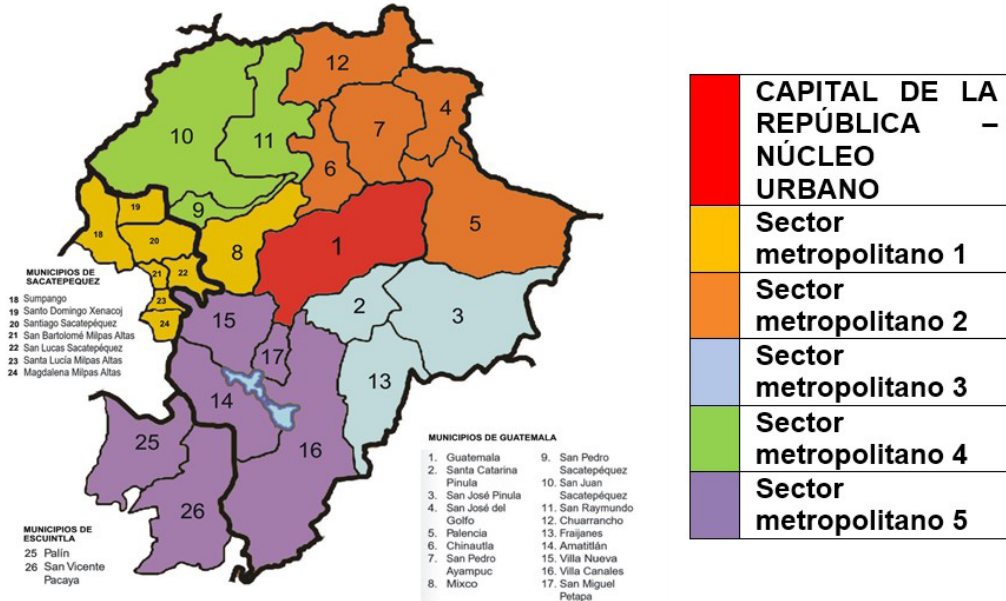 12
4
10
11
7
6
19
9
5
18
8
1
20
21
22
23
24
2
15
3
17
13
14
25
16
26
MUNICIPIOS DE
SACATEPEQUEZ
18 Sumpango
19 Santo Domingo Xenacoj
20 Santiago Sacatepéquez
21 San Bartolomé Milpas Altas
22 San Lucas Sacatepéquez
23 Santa Lucía Milpas Altas
24 Magdalena Milpas Altas
MUNICIPIOS DE
ESCUINTLA
25 Palín
26 San Vicente
Pacaya
MUNICIPIOS DE GUATEMALA
1. Guatemala
2. Santa Catarina
Pinula
3. San José Pinula
4. San José del
Golfo
5. Palencia
6. Chinautla
7. San Pedro
Ayampuc
8. Mixco
9. San Pedro
Sacatepéquez
10. San Juan
Sacatepéquez
11. San Raymundo
12. Chuarrancho
13. Fraijanes
14. Amatitlán
15. Villa Nueva
16. Villa Canales
17. San Miguel
Petapa
CAPITAL DE LA
REPÚBLICA –
NÚCLEO
URBANO
Sector
metropolitano 1
Sector
metropolitano 2
Sector
metropolitano 3
Sector
metropolitano 4
Sector
metropolitano 5